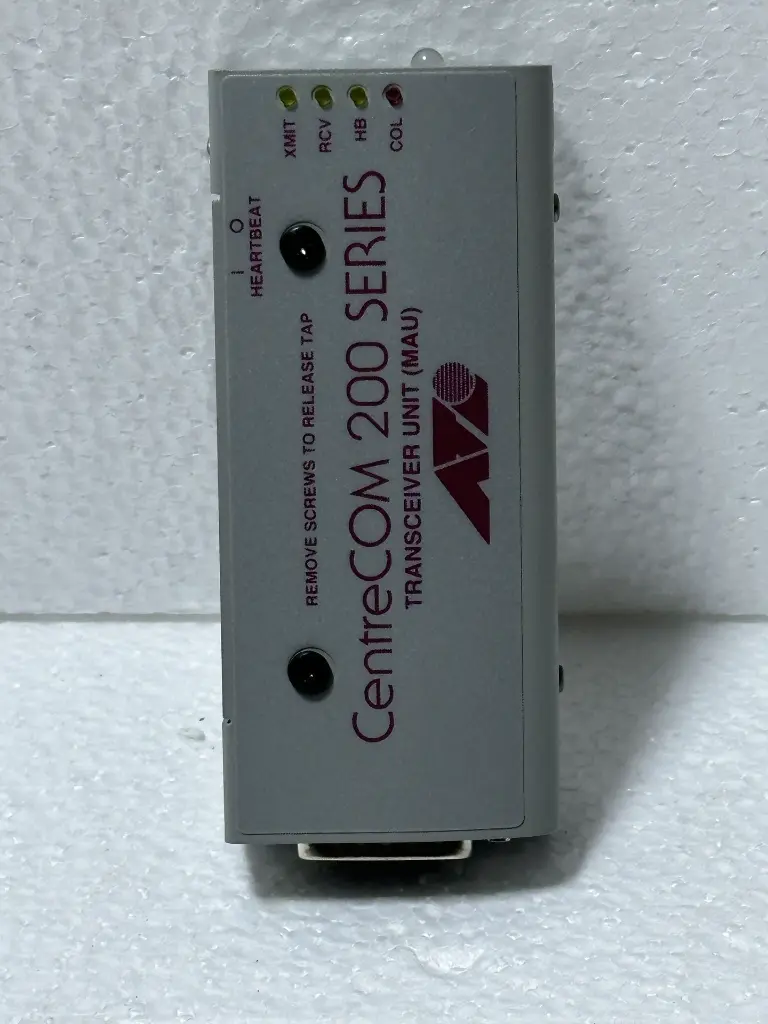 XMIT
RCV
HB
COL
I O
HEARTBEAT
REMOVE SCREWS TO RELEASE TAP
CentreCOM 200 SERIES
TRANSCEIVER UNIT (MAU)